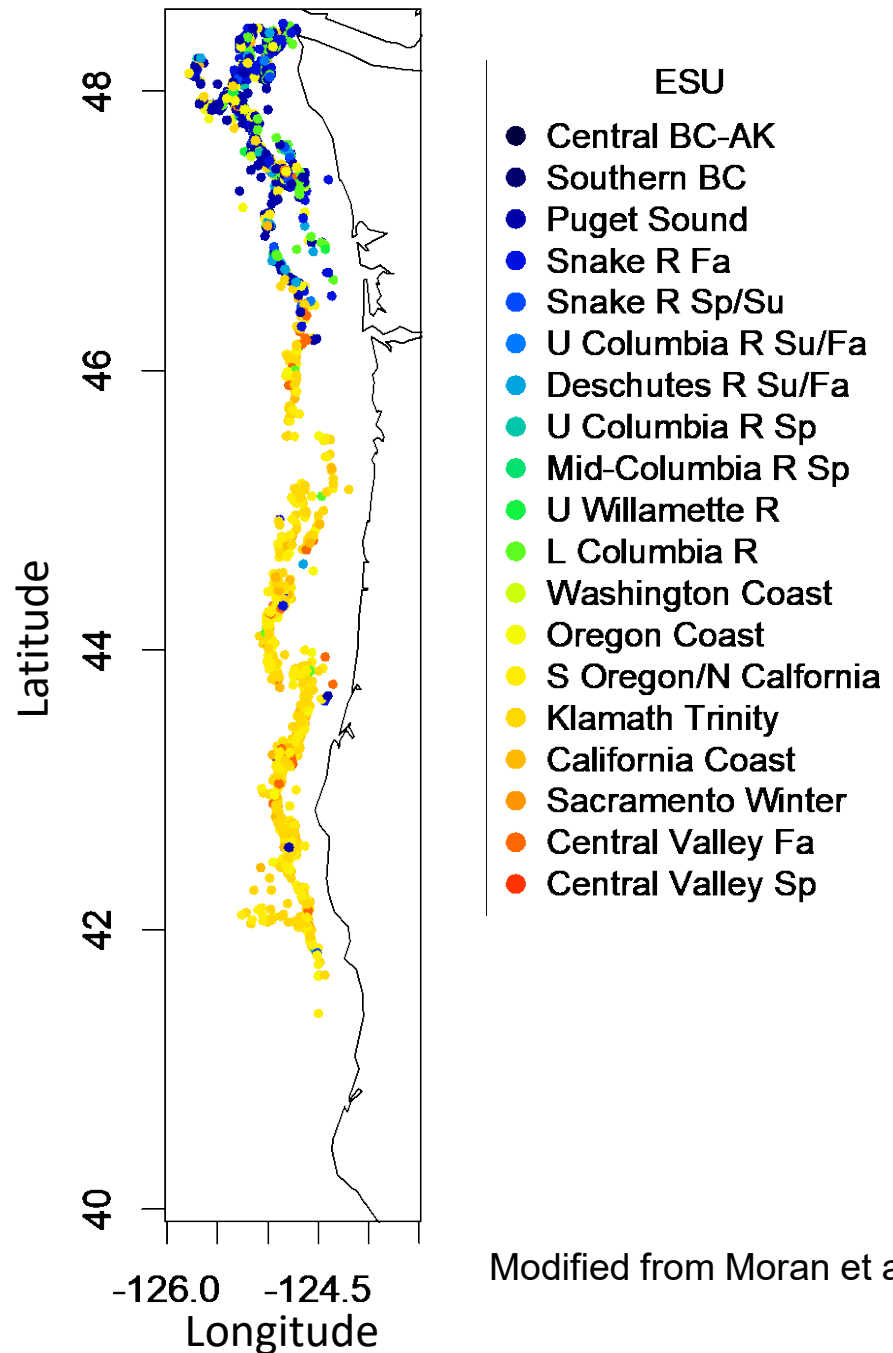 ESU
Central BC-AK
Southern BC
Puget Sound
Snake R Fa
Snake R Sp/Su
U Columbia R Su/Fa
Deschutes R Su/Fa
U Columbia R Sp
Mid-Columbia R Sp
U Willamette R
L Columbia R
Washington Coast
Oregon Coast
S Oregon/N Calfornia
Klamath Trinity
California Coast
Sacramento Winter
Central Valley Fa
Central Valley Sp
Latitude
48
46
44
42
40
-126.0 -124.5
Longitude
Modified from Moran et a